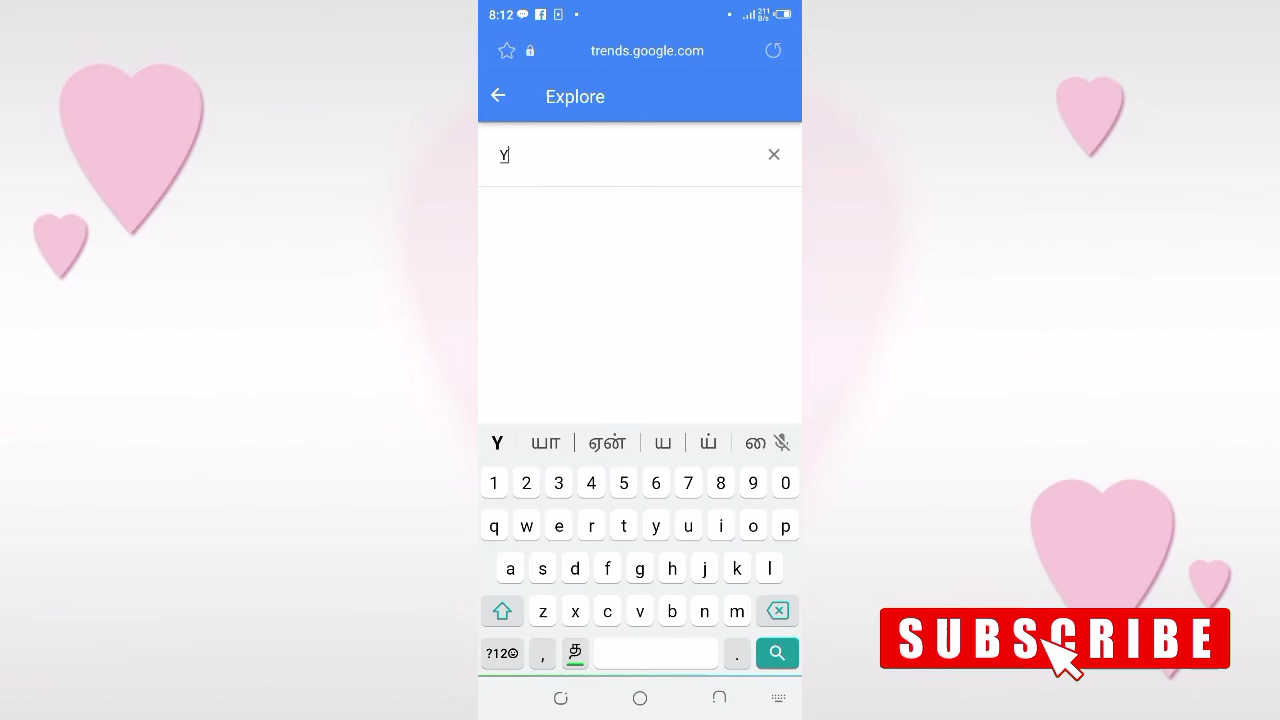 8:12
211 B/s
trends.google.com
Explore
Y
Y யா ஏன் ய ய் லை
1 2 3 4 5 6 7 8 9 0
q w e r t y u i o p
a s d f g h j k l
z x c v b n m
?12☺ , த .
SUBSCRIBE